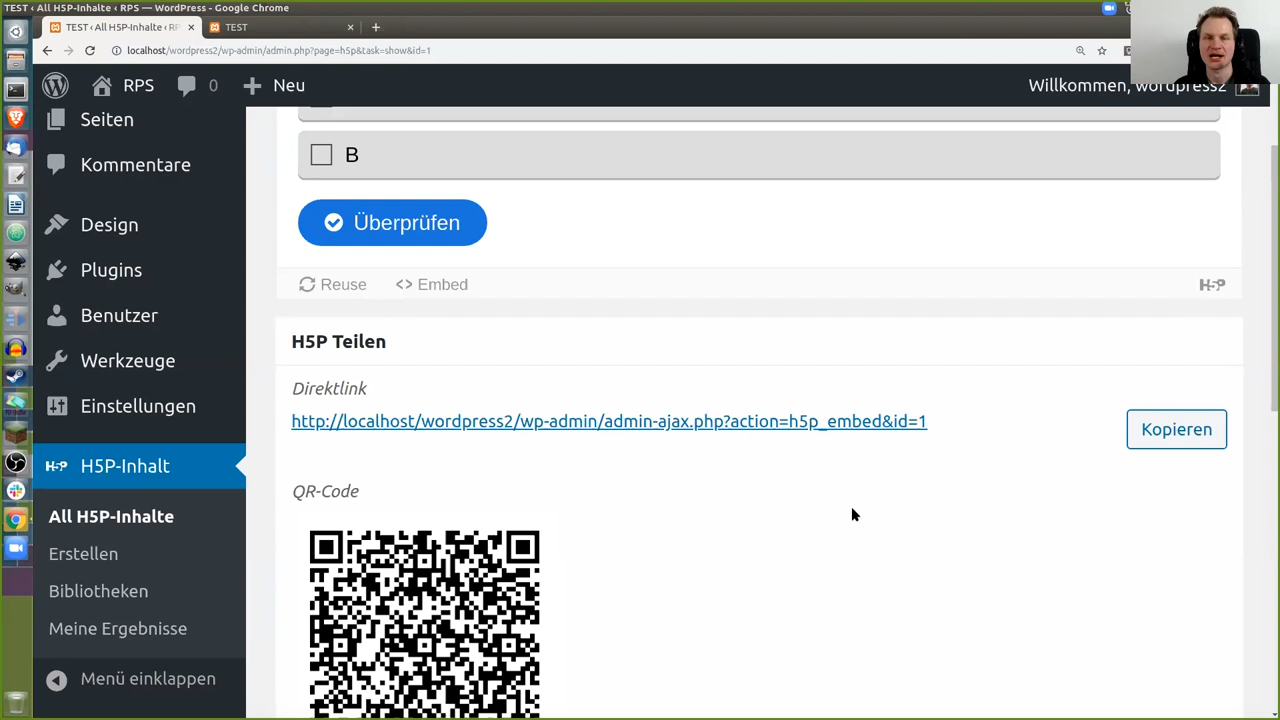 TEST ‹ All H5P-Inhalte ‹ RPS — WordPress - Google Chrome
TEST ‹ All H5P-Inhalte ‹ RP
TEST
localhost/wordpress2/wp-admin/admin.php?page=h5p&task=show&id=1
RPS
0
Neu
Willkommen, wordpress2
Seiten
Kommentare
Design
Plugins
Benutzer
Werkzeuge
Einstellungen
H5P H5P-Inhalt
All H5P-Inhalte
Erstellen
Bibliotheken
Meine Ergebnisse
Menü einklappen
B
Überprüfen
Reuse
<> Embed
H5P
H5P Teilen
Direktlink
http://localhost/wordpress2/wp-admin/admin-ajax.php?action=h5p_embed&id=1
Kopieren
QR-Code